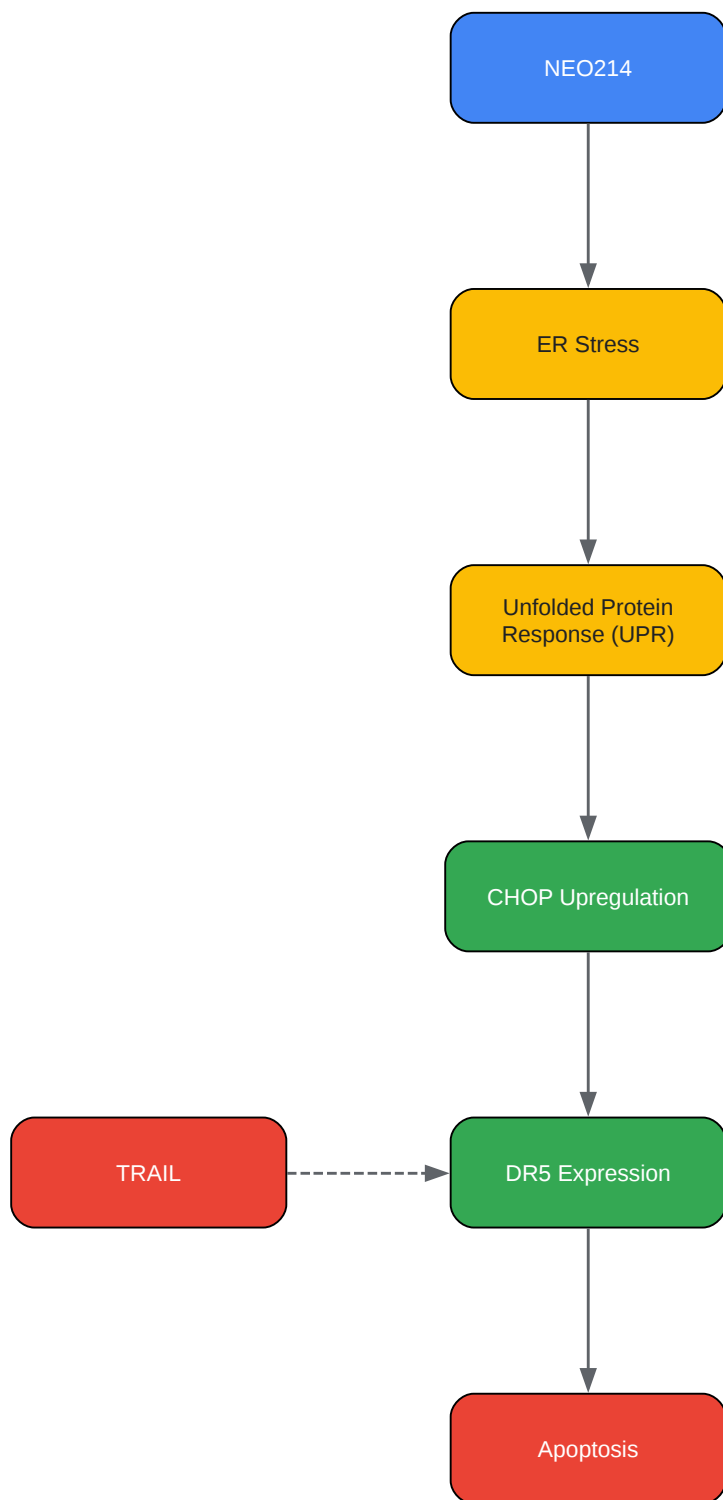 NEO214
ER Stress
Unfolded Protein
Response (UPR)
CHOP Upregulation
TRAIL
DR5 Expression
Apoptosis